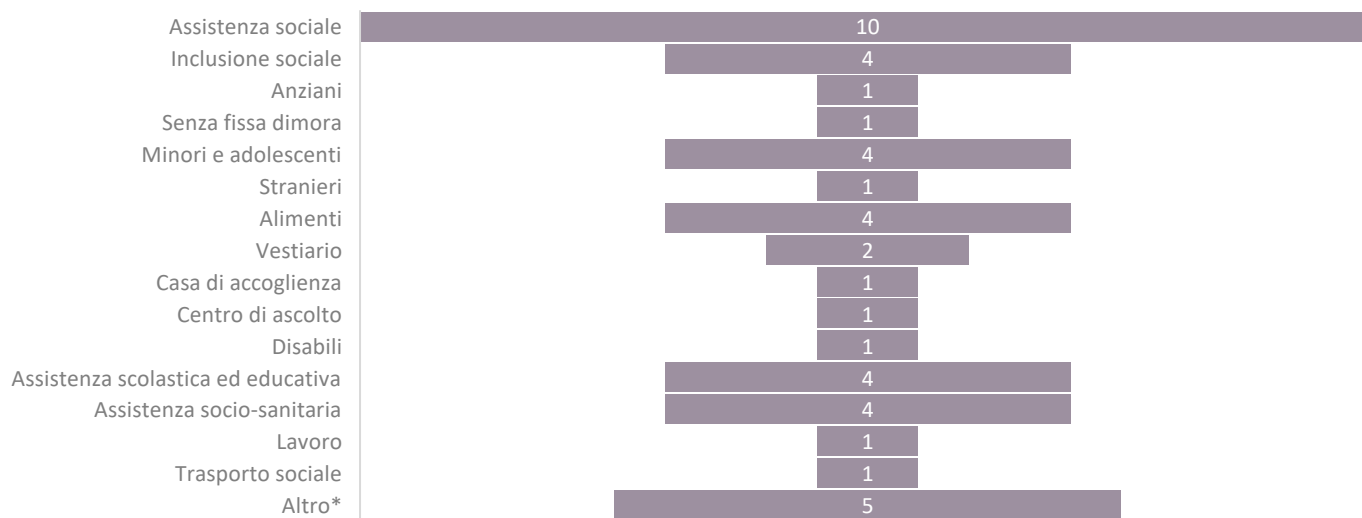 Assistenza sociale 10
Inclusione sociale 4
Anziani 1
Senza fissa dimora 1
Minori e adolescenti 4
Stranieri 1
Alimenti 4
Vestiario 2
Casa di accoglienza 1
Centro di ascolto 1
Disabili 1
Assistenza scolastica ed educativa 4
Assistenza socio-sanitaria 4
Lavoro 1
Trasporto sociale 1
Altro* 5